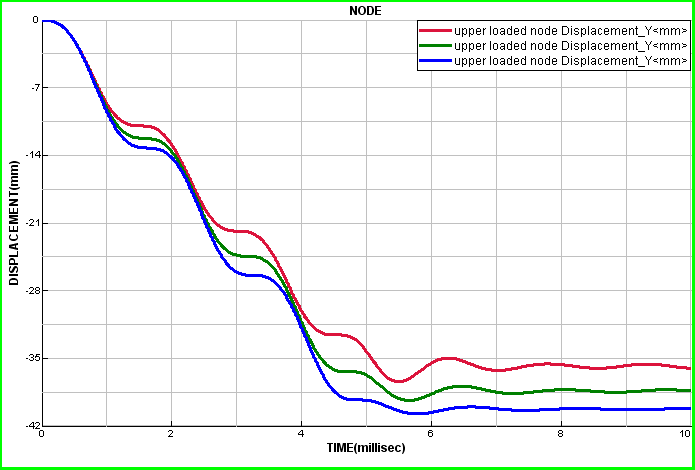 NODE
upper loaded node Displacement_Y<mm>
upper loaded node Displacement_Y<mm>
upper loaded node Displacement_Y<mm>
0
-7
-14
-21
-28
-35
-42
DISPLACEMENT(mm)
0 2 4 6 8 10
TIME(millisec)